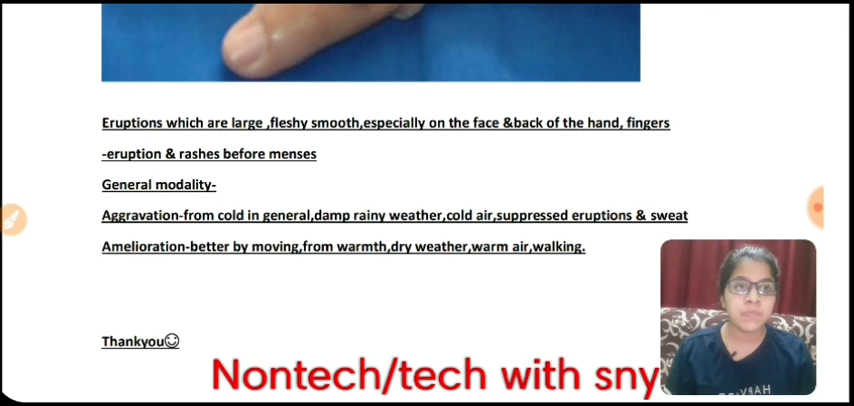 Eruptions which are large ,fleshy smooth,especially on the face &back of the hand, fingers
-eruption & rashes before menses
General modality-
Aggravation-from cold in general,damp rainy weather,cold air,suppressed eruptions & sweat
Amelioration-better by moving,from warmth,dry weather,warm air,walking.
Thankyou☺
Nontech/tech with sny